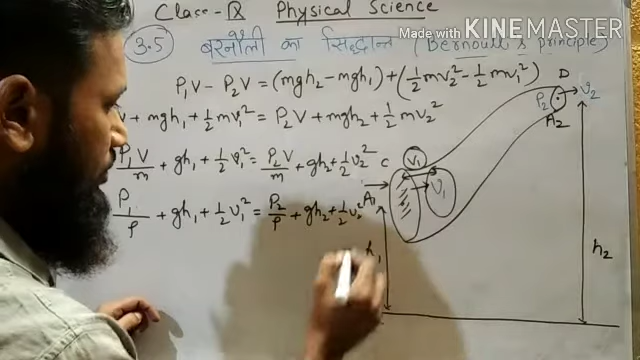 Class-IX Physical Science
Made with KINEMASTER
3.5 बरनौली का सिद्धान्त (Bernoulli's principle)
P₁V - P₂V = (mgh₂ - mgh₁) + (½mv₂² - ½mv₁²)
+ mgh₁ + ½mv₁² = P₂V + mgh₂ + ½mv₂²
P₁V/m + gh₁ + ½v₁² = P₂V/m + gh₂ + ½v₂²
P₁/ρ + gh₁ + ½v₁² = P₂/ρ + gh₂ + ½v₂²
D
P₂
v₂
A₂
C
V₁
A₁
v₁
h₁
h₂